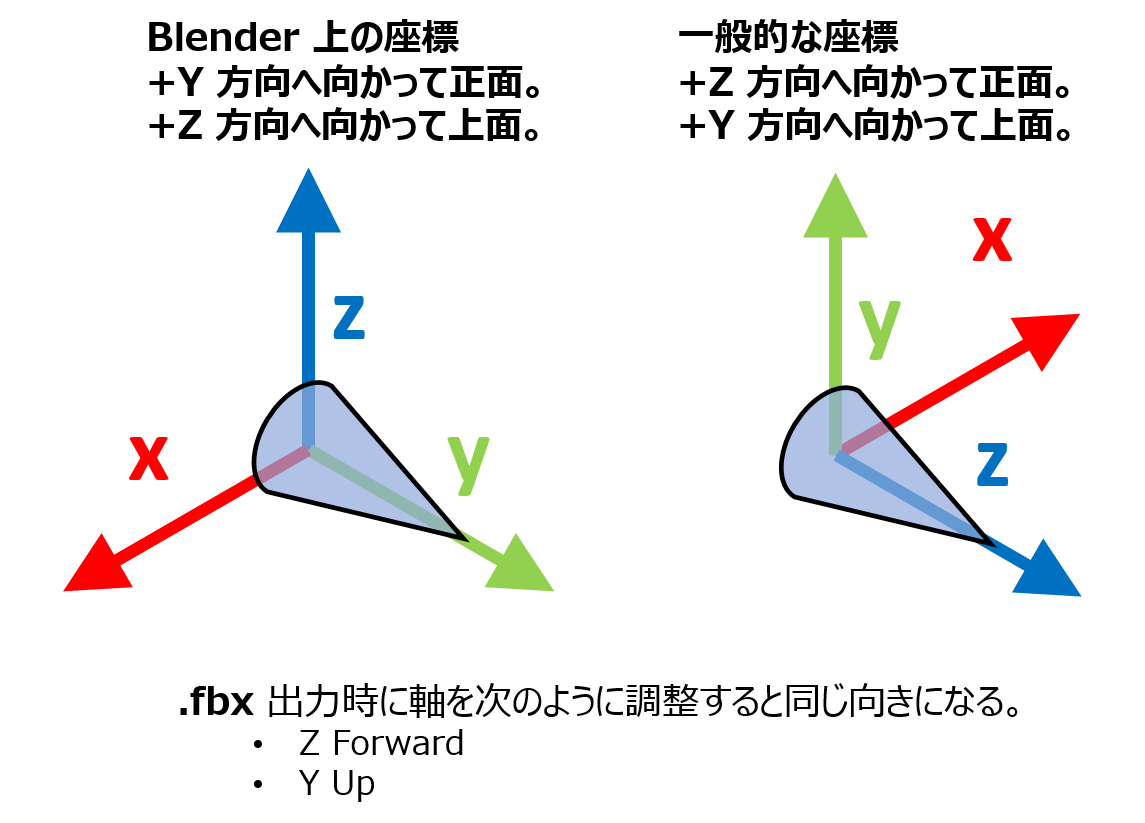 Blender 上の座標
+Y 方向へ向かって正面。
+Z 方向へ向かって上面。
一般的な座標
+Z 方向へ向かって正面。
+Y 方向へ向かって上面。
z
x
y
x
y
z
.fbx 出力時に軸を次のように調整すると同じ向きになる。
• Z Forward
• Y Up